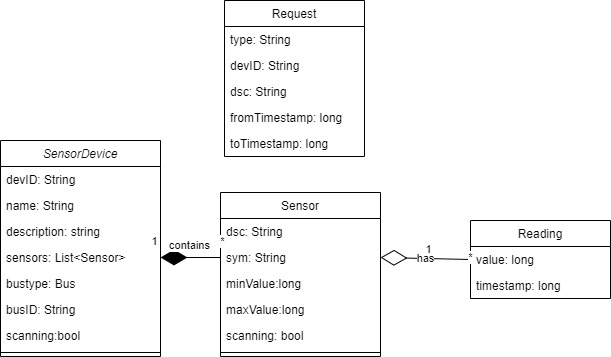 Request
type: String
devID: String
dsc: String
fromTimestamp: long
toTimestamp: long
SensorDevice
devID: String
name: String
description: string
sensors: List<Sensor>
bustype: Bus
busID: String
scanning:bool
1
contains
*
Sensor
dsc: String
sym: String
minValue:long
maxValue:long
scanning: bool
1
has
*
Reading
value: long
timestamp: long